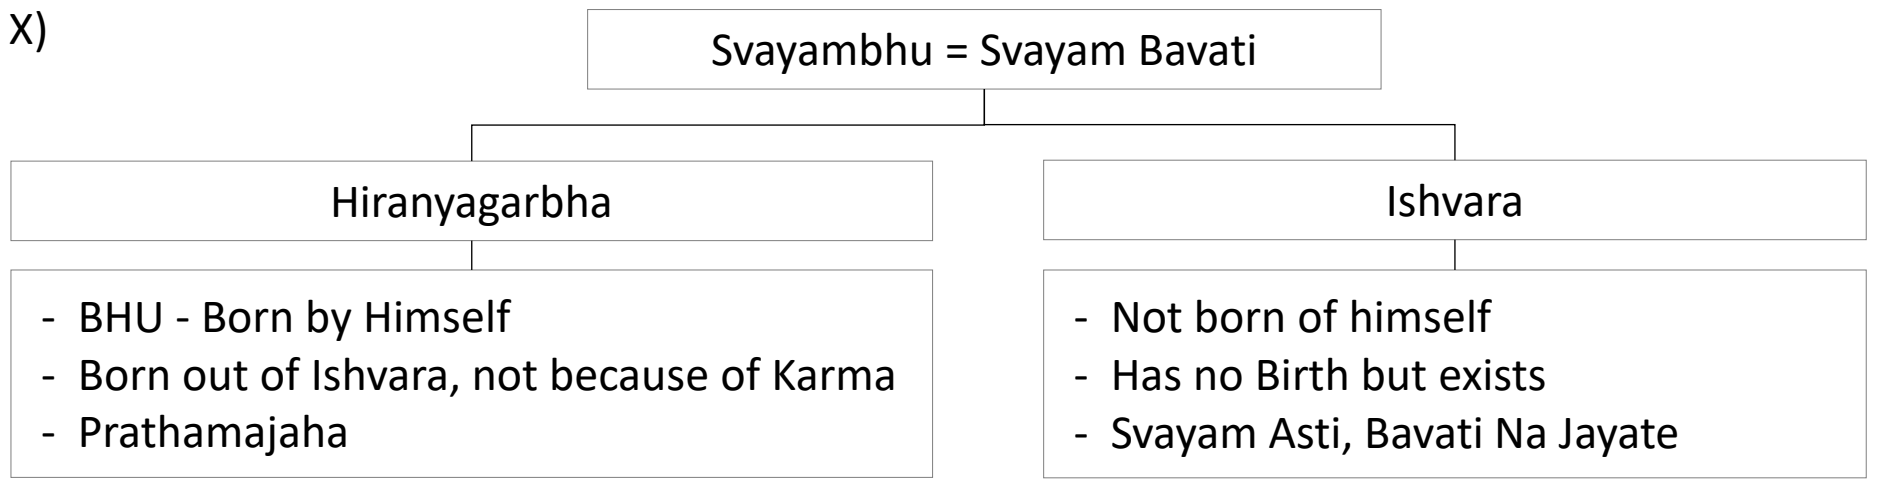 X)
Svayambhu = Svayam Bavati
Hiranyagarbha
- BHU - Born by Himself
- Born out of Ishvara, not because of Karma
- Prathamajaha
Ishvara
- Not born of himself
- Has no Birth but exists
- Svayam Asti, Bavati Na Jayate